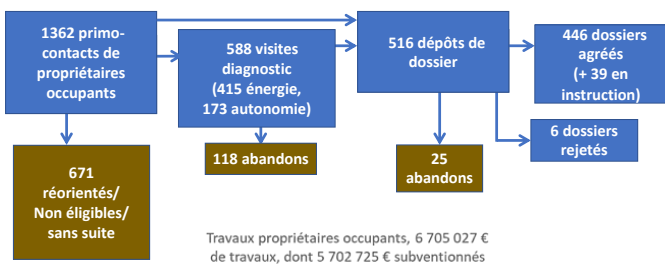 1362 primo-
contacts de
propriétaires
occupants
588 visites
diagnostic
(415 énergie,
173 autonomie)
516 dépôts de
dossier
446 dossiers
agréés
(+ 39 en
instruction)
6 dossiers
rejetés
118 abandons
25
abandons
671
réorientés/
Non éligibles/
sans suite
Travaux propriétaires occupants, 6 705 027 €
de travaux, dont 5 702 725 € subventionnés